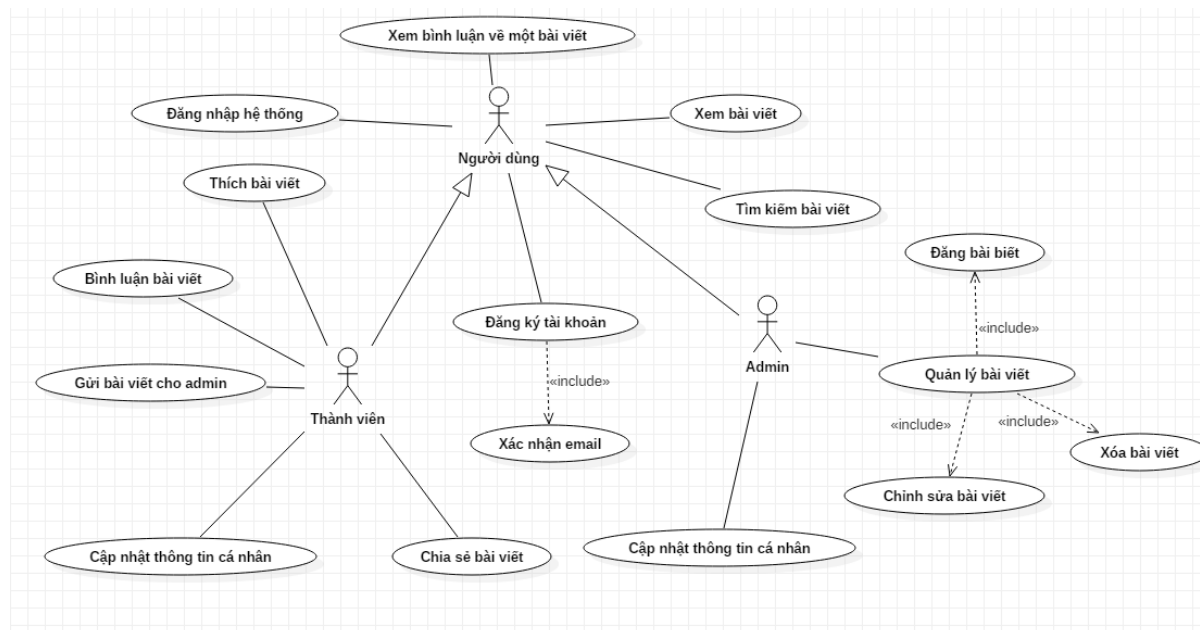 Xem bình luận về một bài viết
Đăng nhập hệ thống
Xem bài viết
Người dùng
Thích bài viết
Tìm kiếm bài viết
Đăng bài biết
Bình luận bài viết
Đăng ký tài khoản
«include»
Admin
Quản lý bài viết
Gửi bài viết cho admin
«include»
Thành viên
«include»
«include»
Xác nhận email
Xóa bài viết
Chỉnh sửa bài viết
Cập nhật thông tin cá nhân
Chia sẻ bài viết
Cập nhật thông tin cá nhân